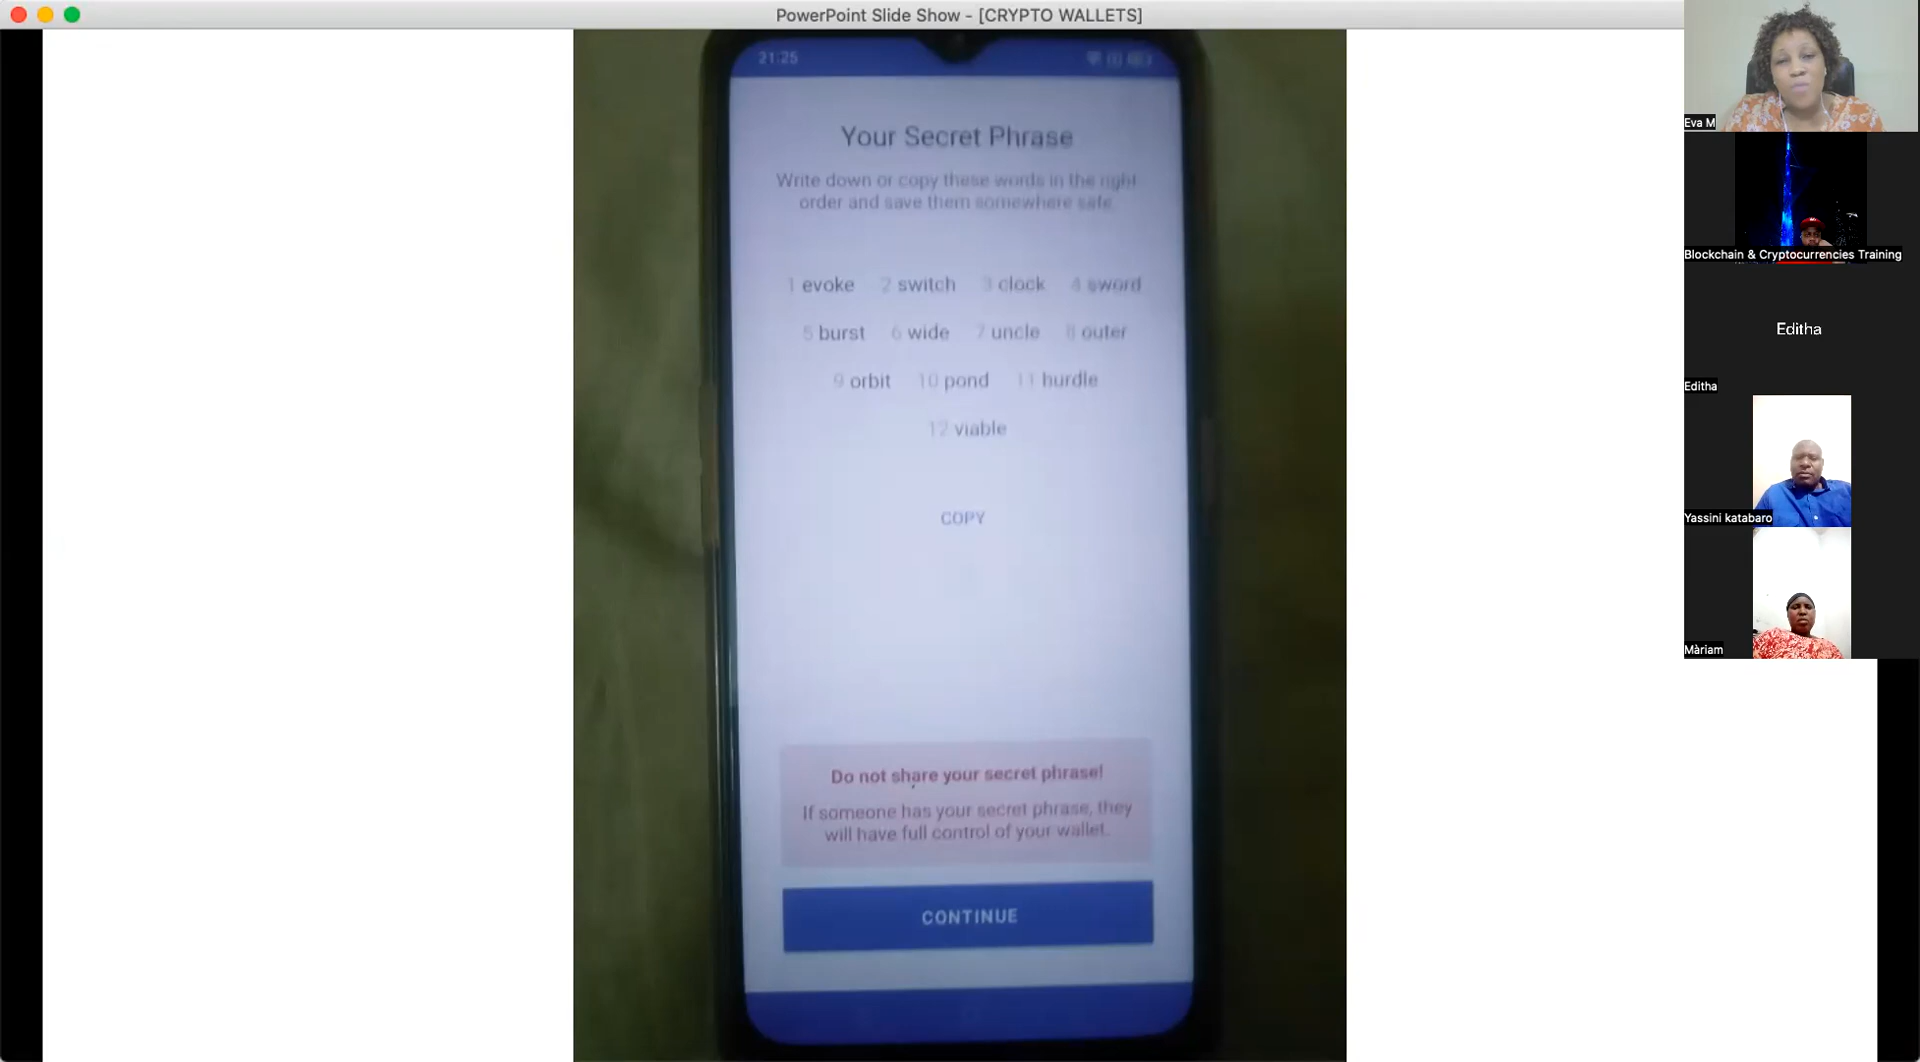 PowerPoint Slide Show - [CRYPTO WALLETS]
21:25
Your Secret Phrase
Write down or copy these words in the right
order and save them somewhere safe.
1 evoke 2 switch 3 clock 4 sword
5 burst 6 wide 7 uncle 8 outer
9 orbit 10 pond 11 hurdle
12 viable
COPY
Do not share your secret phrase!
If someone has your secret phrase, they
will have full control of your wallet.
CONTINUE
Eva M
Blockchain & Cryptocurrencies Training
Editha
Editha
Yassini katabaro
Màriam